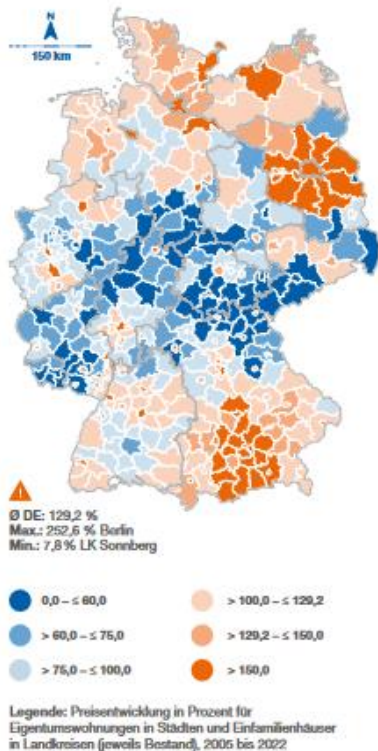 N
150 km
Ø DE: 129,2 %
Max.: 252,6 % Berlin
Min.: 7,8 % LK Sonnberg
0,0 – ≤ 60,0
> 60,0 – ≤ 75,0
> 75,0 – ≤ 100,0
> 100,0 – ≤ 129,2
> 129,2 – ≤ 150,0
> 150,0
Legende: Preisentwicklung in Prozent für
Eigentumswohnungen in Städten und Einfamilienhäuser
in Landkreisen (jeweils Bestand), 2005 bis 2022